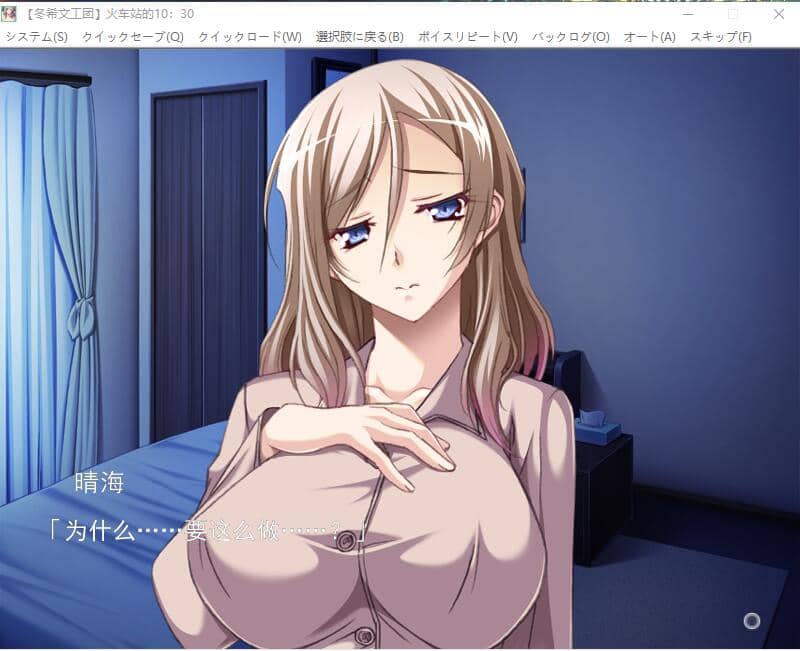 【冬希文工团】火车站的10：30
システム(S) クイックセーブ(Q) クイックロード(W) 選択肢に戻る(B) ボイスリピート(V) バックログ(O) オート(A) スキップ(F)
晴海
「为什么……要这么做……？」